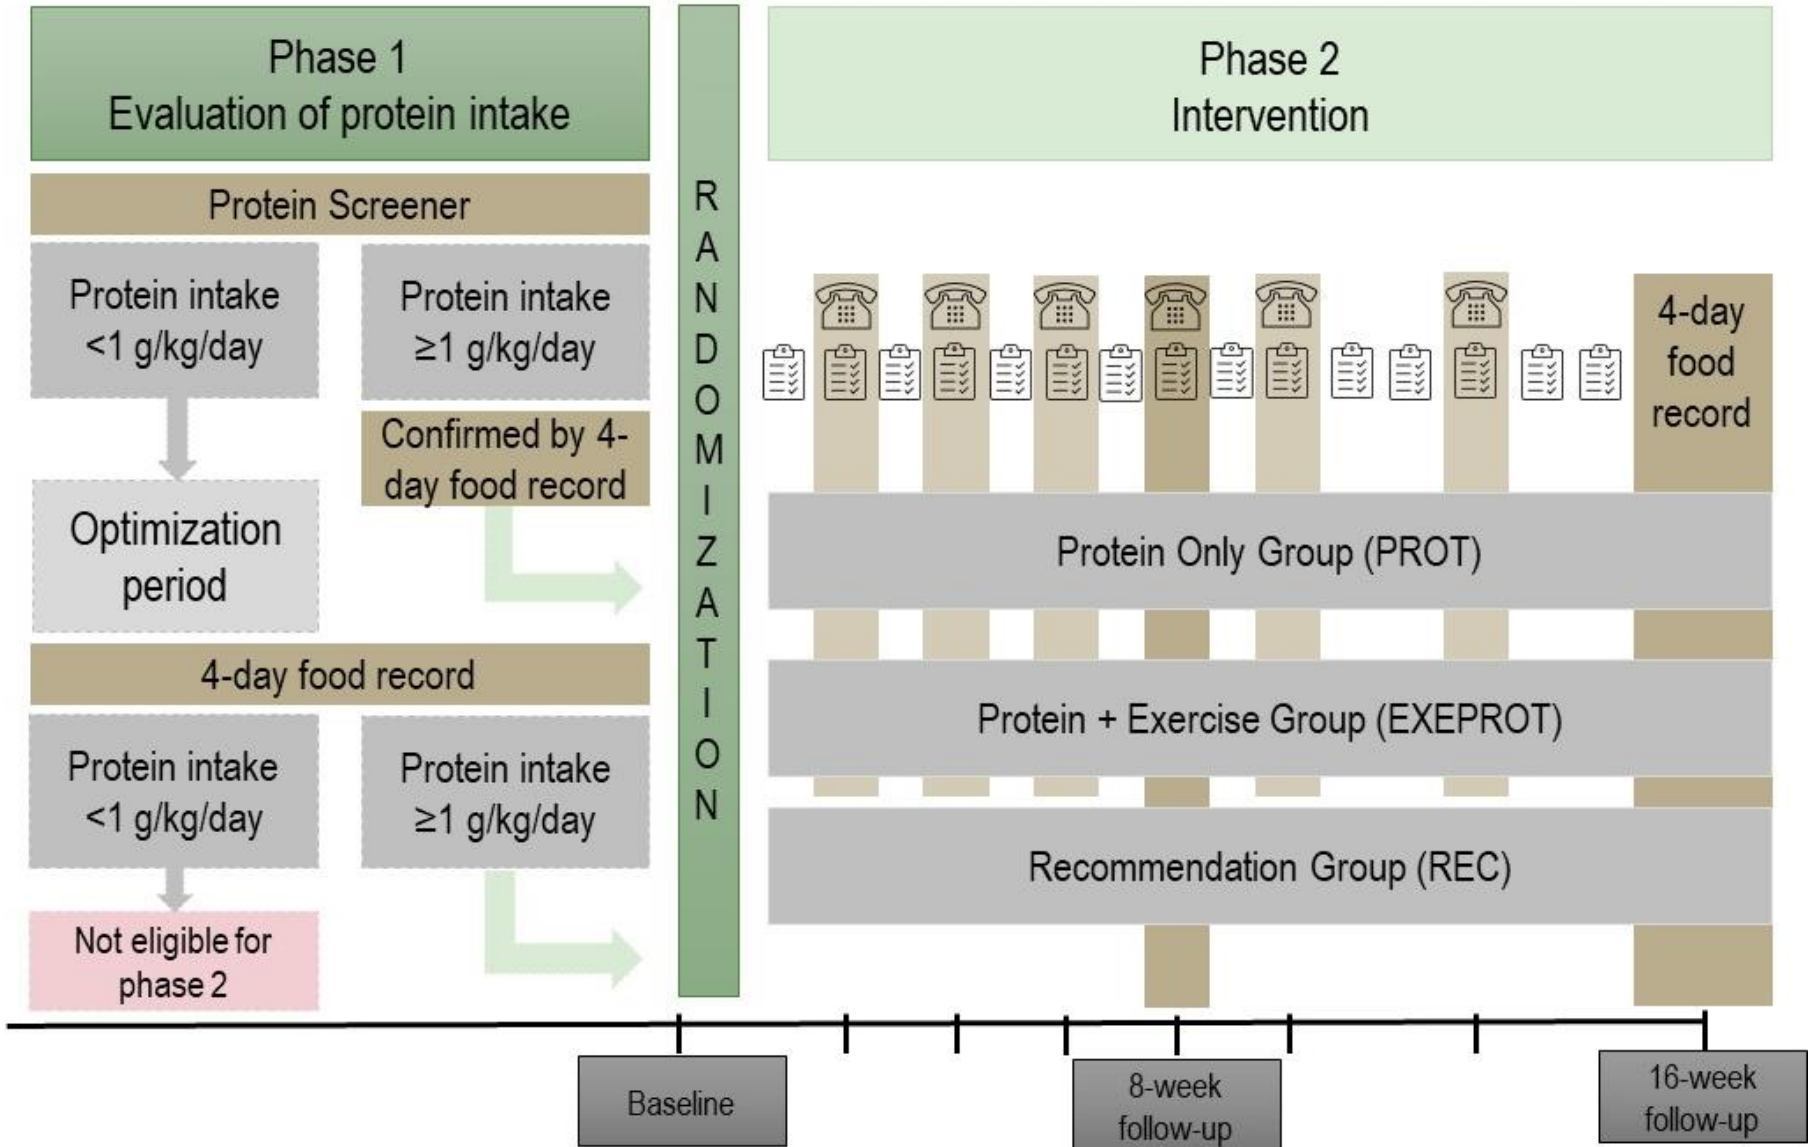 Phase 1
Evaluation of protein intake
Protein Screener
Protein intake
<1 g/kg/day
Protein intake
≥1 g/kg/day
Confirmed by 4-
day food record
Optimization
period
4-day food record
Protein intake
<1 g/kg/day
Protein intake
≥1 g/kg/day
Not eligible for
phase 2
R
A
N
D
O
M
I
Z
A
T
I
O
N
Phase 2
Intervention
4-day
food
record
Protein Only Group (PROT)
Protein + Exercise Group (EXEPROT)
Recommendation Group (REC)
Baseline
8-week
follow-up
16-week
follow-up